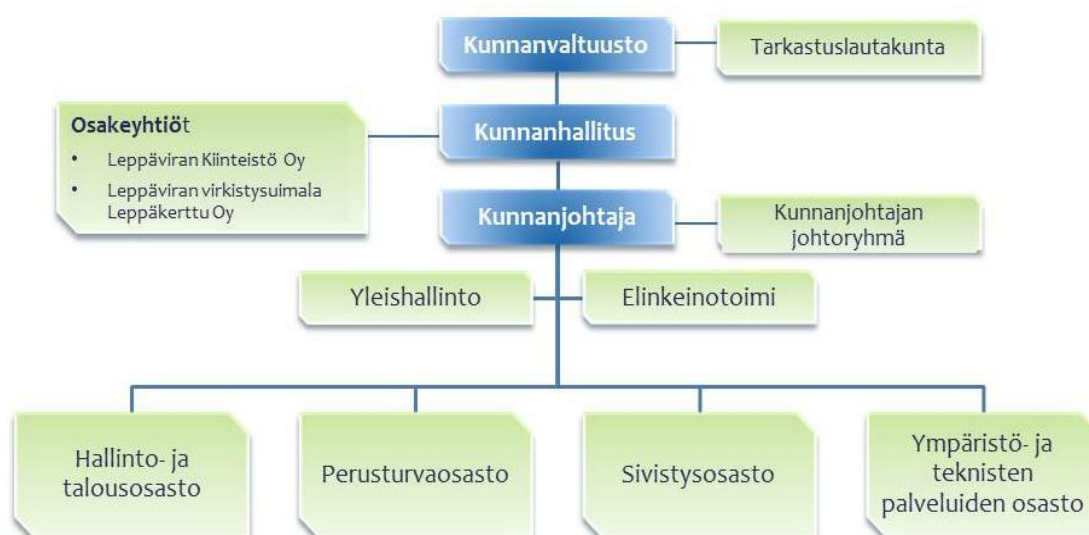 Kunnanvaltuusto
Tarkastuslautakunta
Osakeyhtiöt
• Leppäviran Kiinteistö Oy
• Leppäviran virkistysuimala
Leppäkerttu Oy
Kunnanhallitus
Kunnanjohtaja
Kunnanjohtajan
johtoryhmä
Yleishallinto
Elinkeinotoimi
Hallinto- ja
talousosasto
Perusturvaosasto
Sivistysosasto
Ympäristö- ja
teknisten
palveluiden osasto